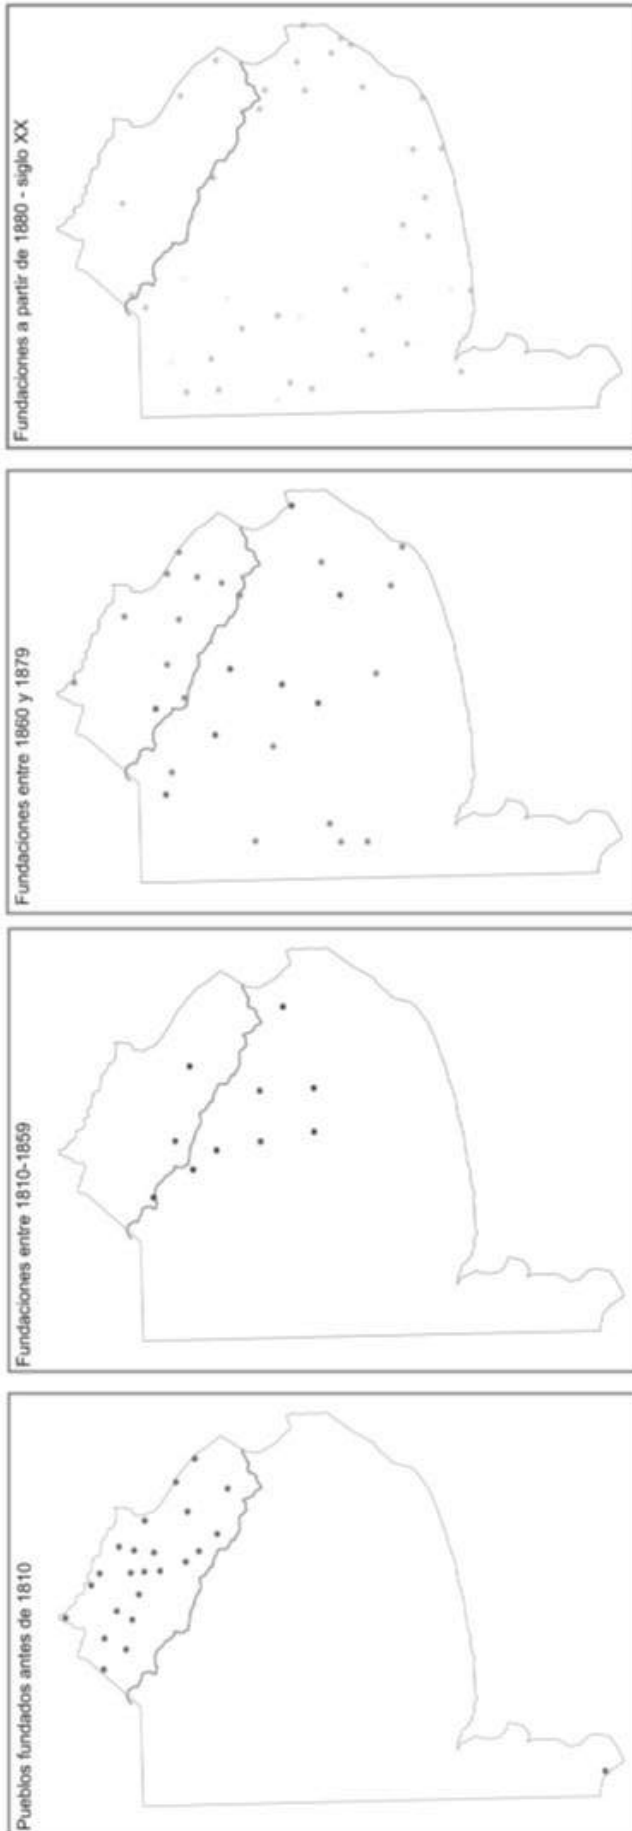 Pueblos fundados antes de 1810
Fundaciones entre 1810-1859
Fundaciones entre 1860 y 1879
Fundaciones a partir de 1880 - siglo XX